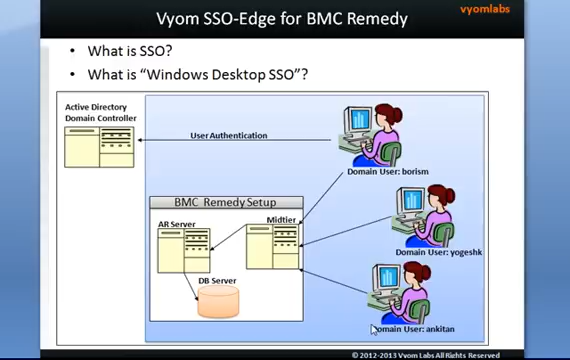 Vyom SSO-Edge for BMC Remedy
vyomlabs
• What is SSO?
• What is “Windows Desktop SSO”?
Active Directory
Domain Controller
User Authentication
Domain User: borism
BMC Remedy Setup
AR Server
Midtier
DB Server
Domain User: yogeshk
Domain User: ankitan
© 2012-2013 Vyom Labs All Rights Reserved